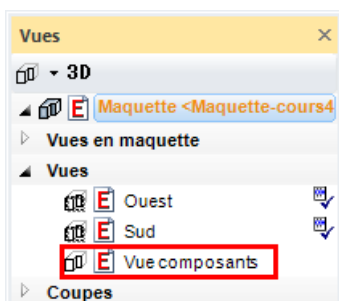 Vues
3D
E Maquette <Maquette-cours4
Vues en maquette
Vues
E Ouest
E Sud
E Vue composants
Coupes